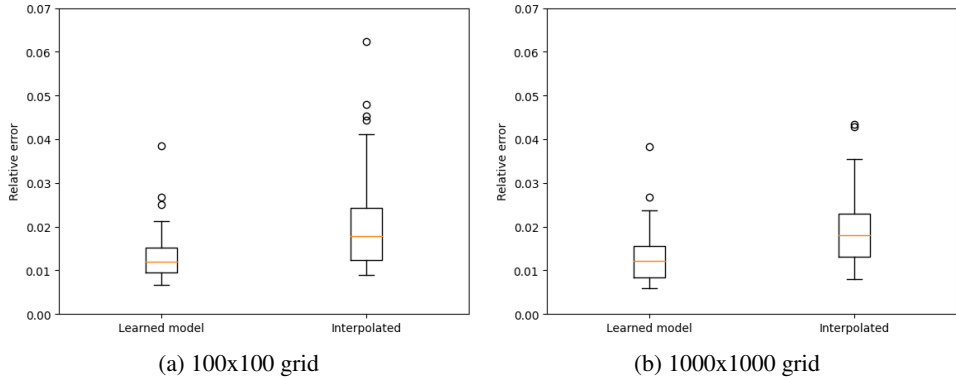 0.07
0.06
0.05
0.04
0.03
0.02
0.01
0.00
Relative error
Learned model
Interpolated
(a) 100x100 grid
0.07
0.06
0.05
0.04
0.03
0.02
0.01
0.00
Relative error
Learned model
Interpolated
(b) 1000x1000 grid